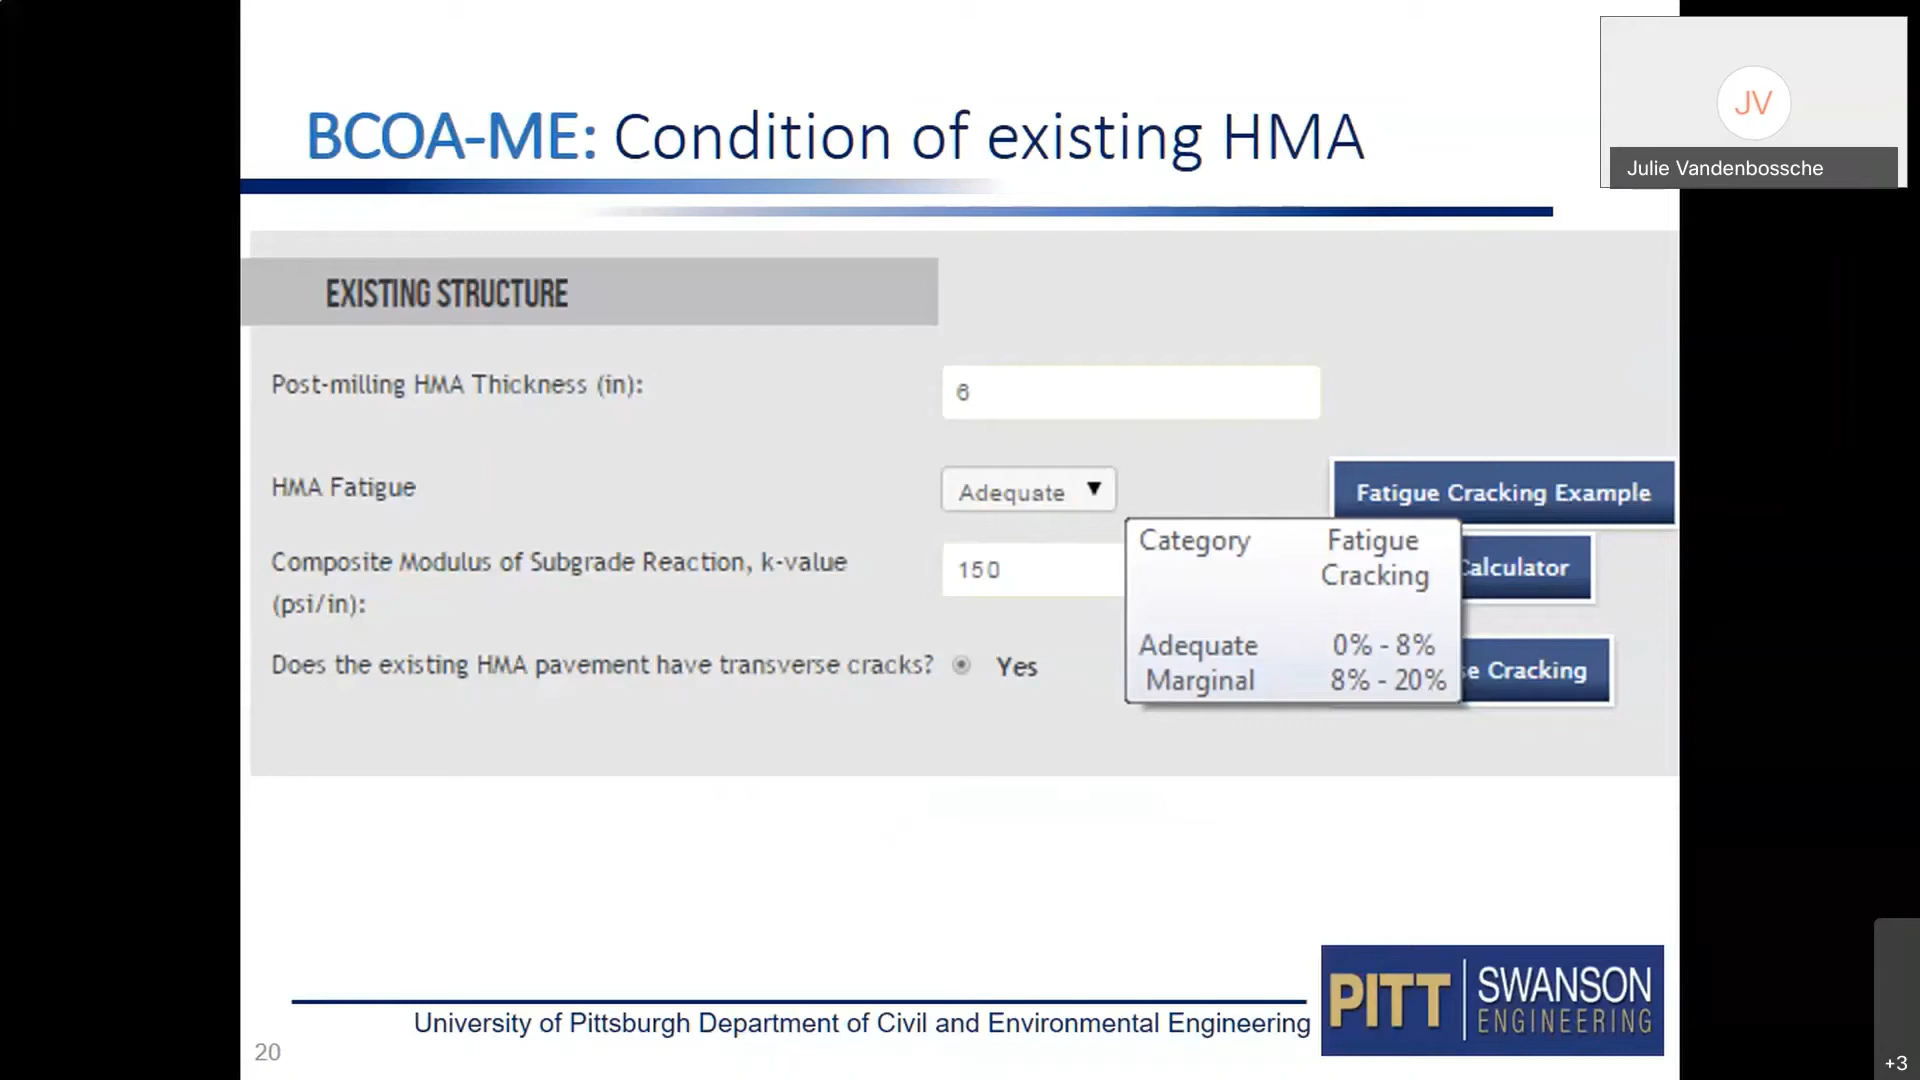 BCOA-ME: Condition of existing HMA
JV
Julie Vandenbossche
EXISTING STRUCTURE
Post-milling HMA Thickness (in):
6
HMA Fatigue
Adequate
Fatigue Cracking Example
Composite Modulus of Subgrade Reaction, k-value
(psi/in):
150
Calculator
Category Fatigue
Cracking
Adequate 0% - 8%
Marginal 8% - 20%
Does the existing HMA pavement have transverse cracks?
Yes
e Cracking
University of Pittsburgh Department of Civil and Environmental Engineering
PITT
SWANSON
ENGINEERING
20
+3